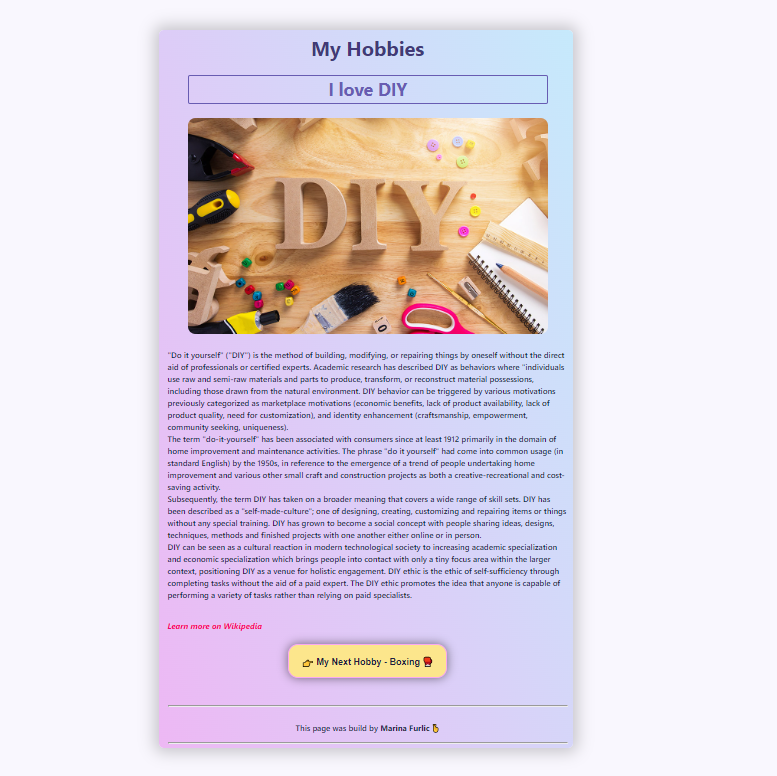 My Hobbies
I love DIY
DIY
"Do it yourself" ("DIY") is the method of building, modifying, or repairing things by oneself without the direct
aid of professionals or certified experts. Academic research has described DIY as behaviors where "individuals
use raw and semi-raw materials and parts to produce, transform, or reconstruct material possessions,
including those drawn from the natural environment. DIY behavior can be triggered by various motivations
previously categorized as marketplace motivations (economic benefits, lack of product availability, lack of
product quality, need for customization), and identity enhancement (craftsmanship, empowerment,
community seeking, uniqueness).
The term "do-it-yourself" has been associated with consumers since at least 1912 primarily in the domain of
home improvement and maintenance activities. The phrase "do it yourself" had come into common usage (in
standard English) by the 1950s, in reference to the emergence of a trend of people undertaking home
improvement and various other small craft and construction projects as both a creative-recreational and cost-
saving activity.
Subsequently, the term DIY has taken on a broader meaning that covers a wide range of skill sets. DIY has
been described as a "self-made-culture"; one of designing, creating, customizing and repairing items or things
without any special training. DIY has grown to become a social concept with people sharing ideas, designs,
techniques, methods and finished projects with one another either online or in person.
DIY can be seen as a cultural reaction in modern technological society to increasing academic specialization
and economic specialization which brings people into contact with only a tiny focus area within the larger
context, positioning DIY as a venue for holistic engagement. DIY ethic is the ethic of self-sufficiency through
completing tasks without the aid of a paid expert. The DIY ethic promotes the idea that anyone is capable of
performing a variety of tasks rather than relying on paid specialists.
Learn more on Wikipedia
👉 My Next Hobby - Boxing 🥊
This page was build by Marina Furlic